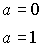 a = 0
a = 1